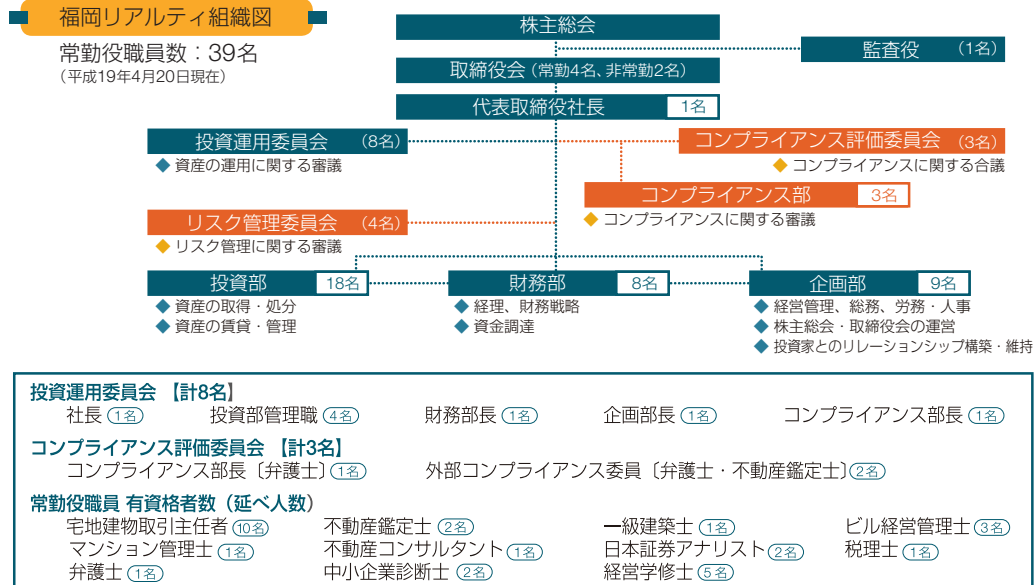 福岡リアルティ組織図
常勤役職員数：39名
（平成19年4月20日現在）
株主総会
監査役 （1名）
取締役会（常勤4名、非常勤2名）
代表取締役社長 1名
投資運用委員会 （8名）
◆ 資産の運用に関する審議
コンプライアンス評価委員会 （3名）
◆ コンプライアンスに関する合議
コンプライアンス部 3名
◆ コンプライアンスに関する審議
リスク管理委員会 （4名）
◆ リスク管理に関する審議
投資部 18名
◆ 資産の取得・処分
◆ 資産の賃貸・管理
財務部 8名
◆ 経理、財務戦略
◆ 資金調達
企画部 9名
◆ 経営管理、総務、労務・人事
◆ 株主総会・取締役会の運営
◆ 投資家とのリレーションシップ構築・維持
投資運用委員会 【計8名】
社長 1名 投資部管理職 4名 財務部長 1名 企画部長 1名 コンプライアンス部長 1名
コンプライアンス評価委員会 【計3名】
コンプライアンス部長〔弁護士〕 1名 外部コンプライアンス委員〔弁護士・不動産鑑定士〕 2名
常勤役職員 有資格者数（延べ人数）
宅地建物取引主任者 10名 不動産鑑定士 2名 一級建築士 1名 ビル経営管理士 3名
マンション管理士 1名 不動産コンサルタント 1名 日本証券アナリスト 2名 税理士 1名
弁護士 1名 中小企業診断士 2名 経営学修士 5名